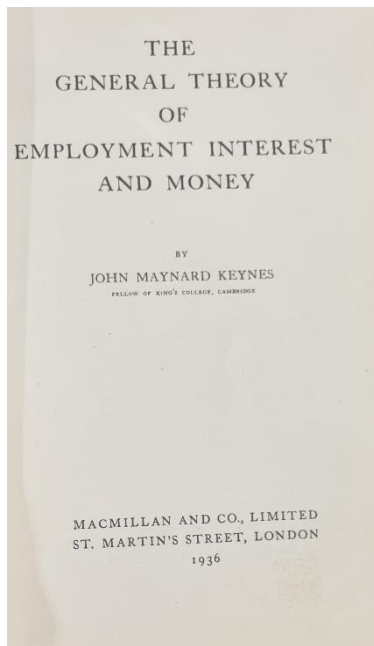 THE
GENERAL THEORY
OF
EMPLOYMENT INTEREST
AND MONEY
BY
JOHN MAYNARD KEYNES
FELLOW OF KING'S COLLEGE, CAMBRIDGE
MACMILLAN AND CO., LIMITED
ST. MARTIN'S STREET, LONDON
1936